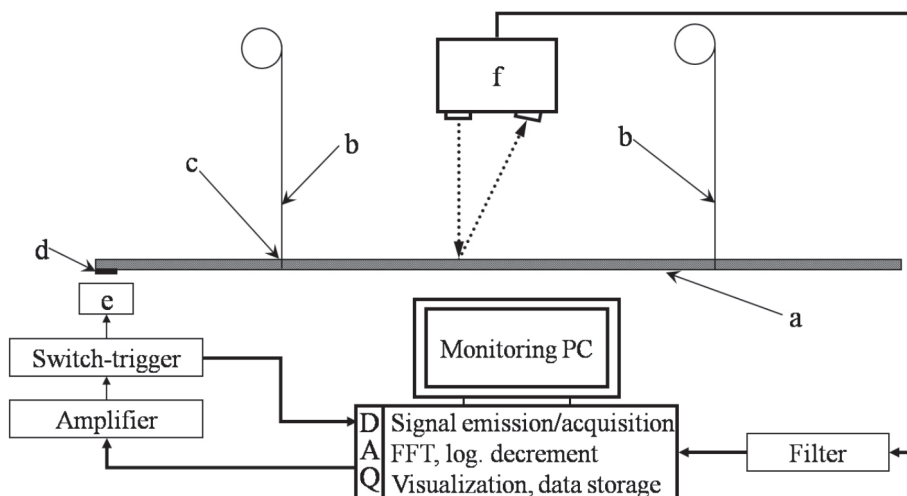 f
b
b
c
d
e
a
Switch-trigger
Monitoring PC
Amplifier
D
A
Q
Signal emission/acquisition
FFT, log. decrement
Visualization, data storage
Filter